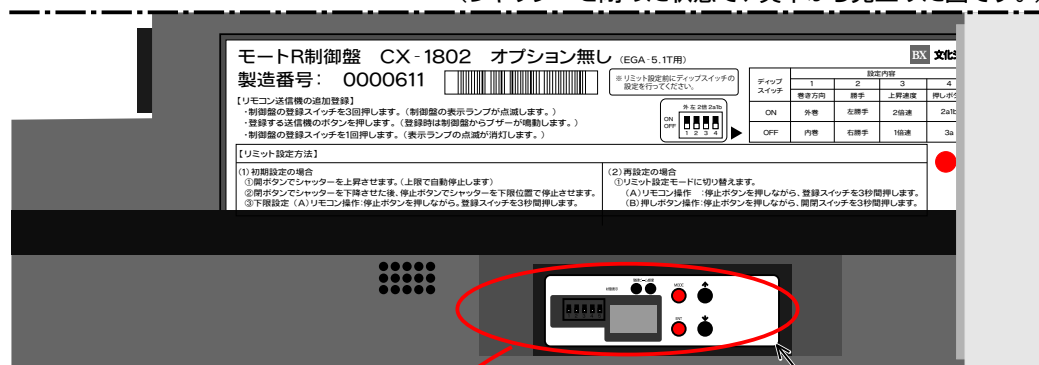 モートR制御盤 CX-1802 オプション無し (EGA-5.1T用)
製造番号: 0000611
※リミット設定前にディップスイッチの
設定を行ってください。
【リモコン送信機の追加登録】
・制御盤の登録スイッチを3回押します。(制御盤の表示ランプが点滅します。)
・登録する送信機のボタンを押します。(登録時は制御盤からブザーが鳴動します。)
・制御盤の登録スイッチを1回押します。(表示ランプの点滅が消灯します。)
外 左 2倍 2a1b
ON
OFF
1 2 3 4
BX
ディップ
スイッチ
設定内容
1 2 3 4
巻き方向 勝手 上昇速度
ON 外巻 左勝手 2倍速
OFF 内巻 右勝手 1倍速 3a
【リミット設定方法】
(1)初期設定の場合
①開ボタンでシャッターを上昇させます。(上限で自動停止します)
②閉ボタンでシャッターを下降させた後、停止ボタンでシャッターを下限位置で停止させます。
③下限設定 (A)リモコン操作:停止ボタンを押しながら、登録スイッチを3秒間押します。
(2)再設定の場合
①リミット設定モードに切り替えます。
(A)リモコン操作 :停止ボタンを押しながら、登録スイッチを3秒間押します。
(B)押しボタン操作:停止ボタンを押しながら、開閉スイッチを3秒間押します。
MODE